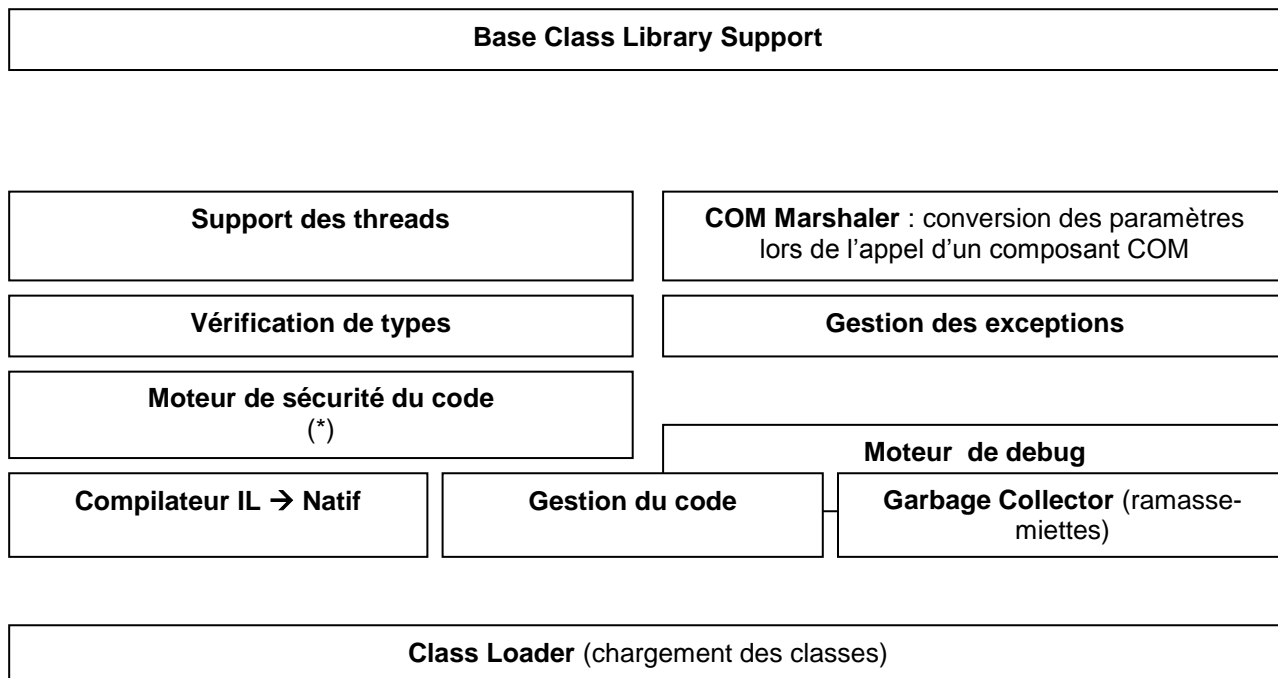 Base Class Library Support
Support des threads
COM Marshaler : conversion des paramètres
lors de l’appel d’un composant COM
Vérification de types
Gestion des exceptions
Moteur de sécurité du code
(*)
Moteur  de debug
Compilateur IL → Natif
Gestion du code
Garbage Collector (ramasse-
miettes)
Class Loader (chargement des classes)